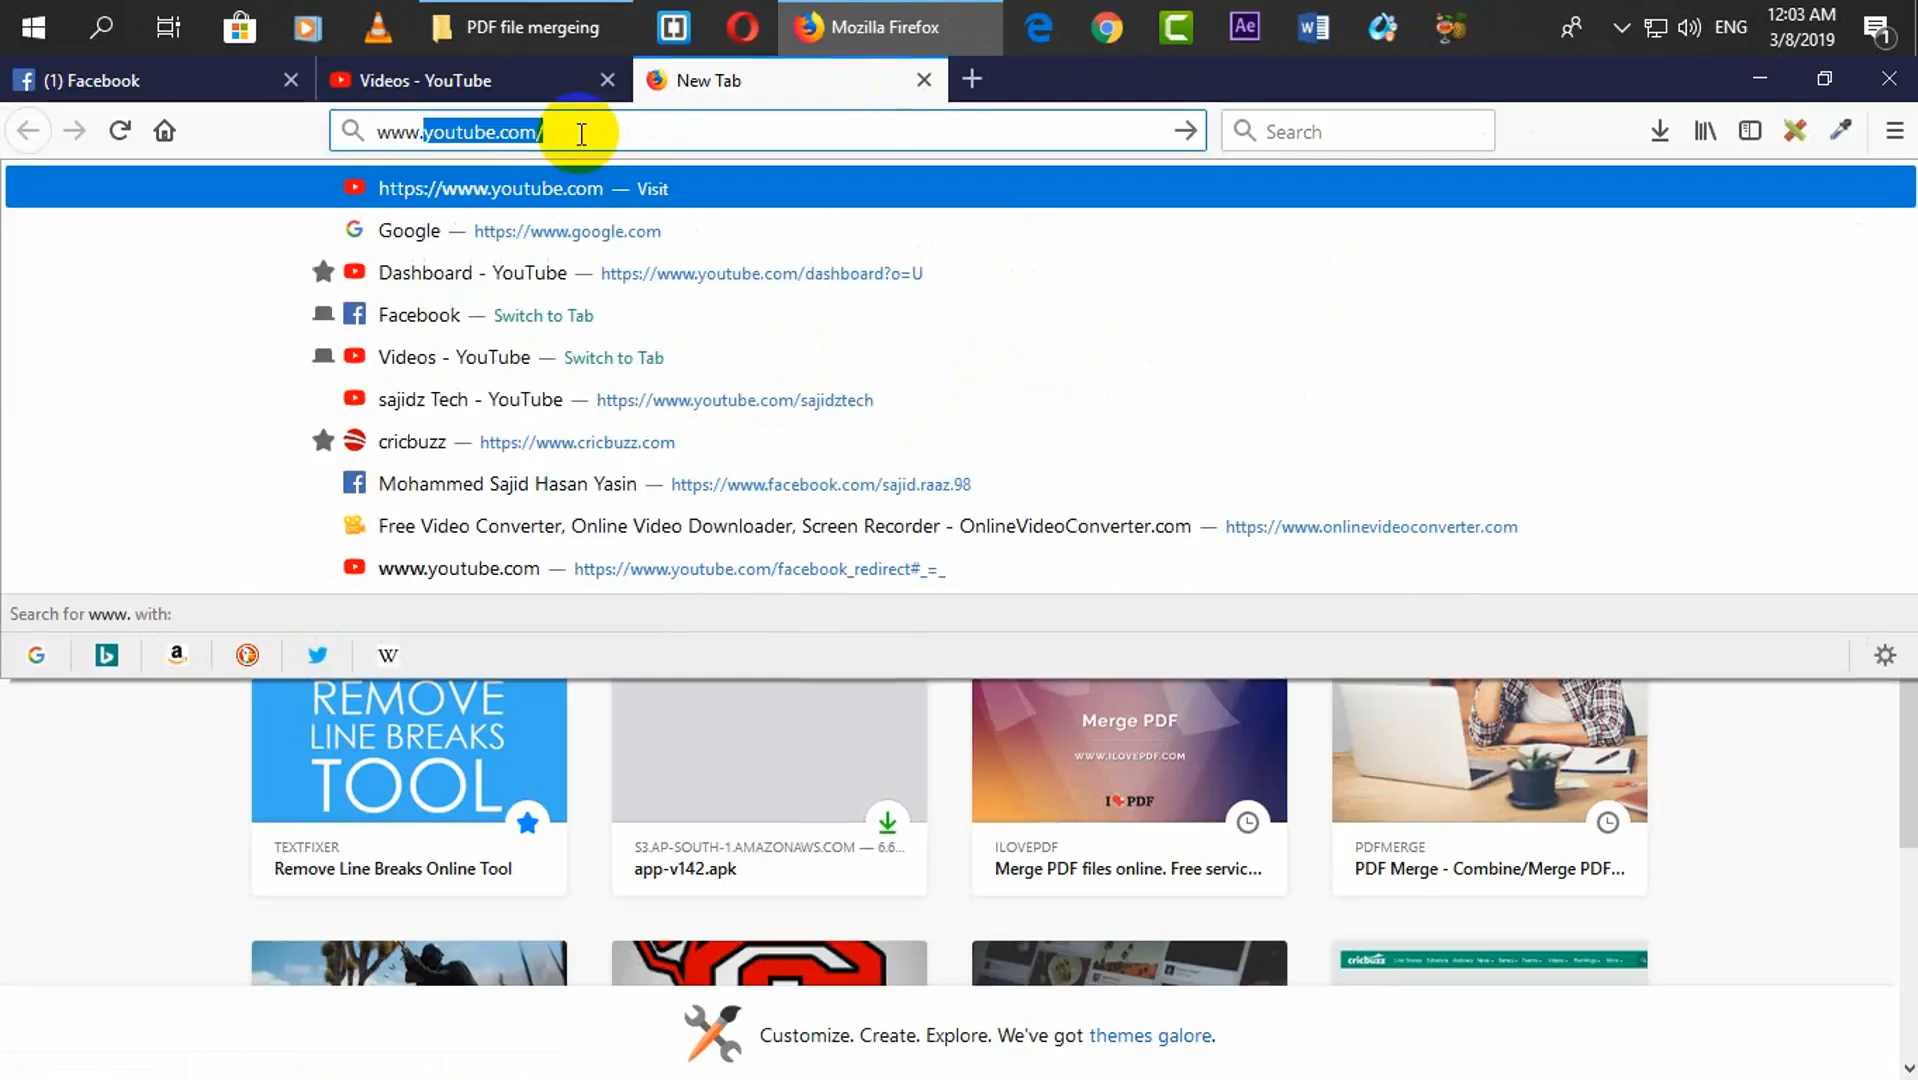 PDF file mergeing
Mozilla Firefox
Ae
ENG
12:03 AM
3/8/2019
1
(1) Facebook
Videos - YouTube
New Tab
www.youtube.com/
Search
https://www.youtube.com — Visit
Google — https://www.google.com
Dashboard - YouTube — https://www.youtube.com/dashboard?o=U
Facebook — Switch to Tab
Videos - YouTube — Switch to Tab
sajidz Tech - YouTube — https://www.youtube.com/sajidztech
cricbuzz — https://www.cricbuzz.com
Mohammed Sajid Hasan Yasin — https://www.facebook.com/sajid.raaz.98
Free Video Converter, Online Video Downloader, Screen Recorder - OnlineVideoConverter.com — https://www.onlinevideoconverter.com
www.youtube.com — https://www.youtube.com/facebook_redirect#_=_
Search for www. with:
REMOVE
LINE BREAKS
TOOL
Merge PDF
WWW.ILOVEPDF.COM
I PDF
TEXTFIXER
Remove Line Breaks Online Tool
S3.AP-SOUTH-1.AMAZONAWS.COM — 6.6...
app-v142.apk
ILOVEPDF
Merge PDF files online. Free servic...
PDFMERGE
PDF Merge - Combine/Merge PDF...
cricbuzz
Customize. Create. Explore. We've got themes galore.